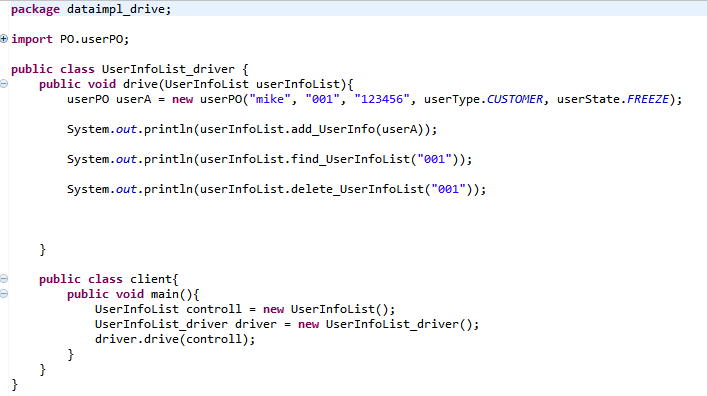 package dataimpl_drive;
import PO.userPO;
public class UserInfoList_driver {
public void drive(UserInfoList userInfoList){
userPO userA = new userPO("mike", "001", "123456", userType.CUSTOMER, userState.FREEZE);
System.out.println(userInfoList.add_UserInfo(userA));
System.out.println(userInfoList.find_UserInfoList("001"));
System.out.println(userInfoList.delete_UserInfoList("001"));
}
public class client{
public void main(){
UserInfoList controll = new UserInfoList();
UserInfoList_driver driver = new UserInfoList_driver();
driver.drive(controll);
}
}
}